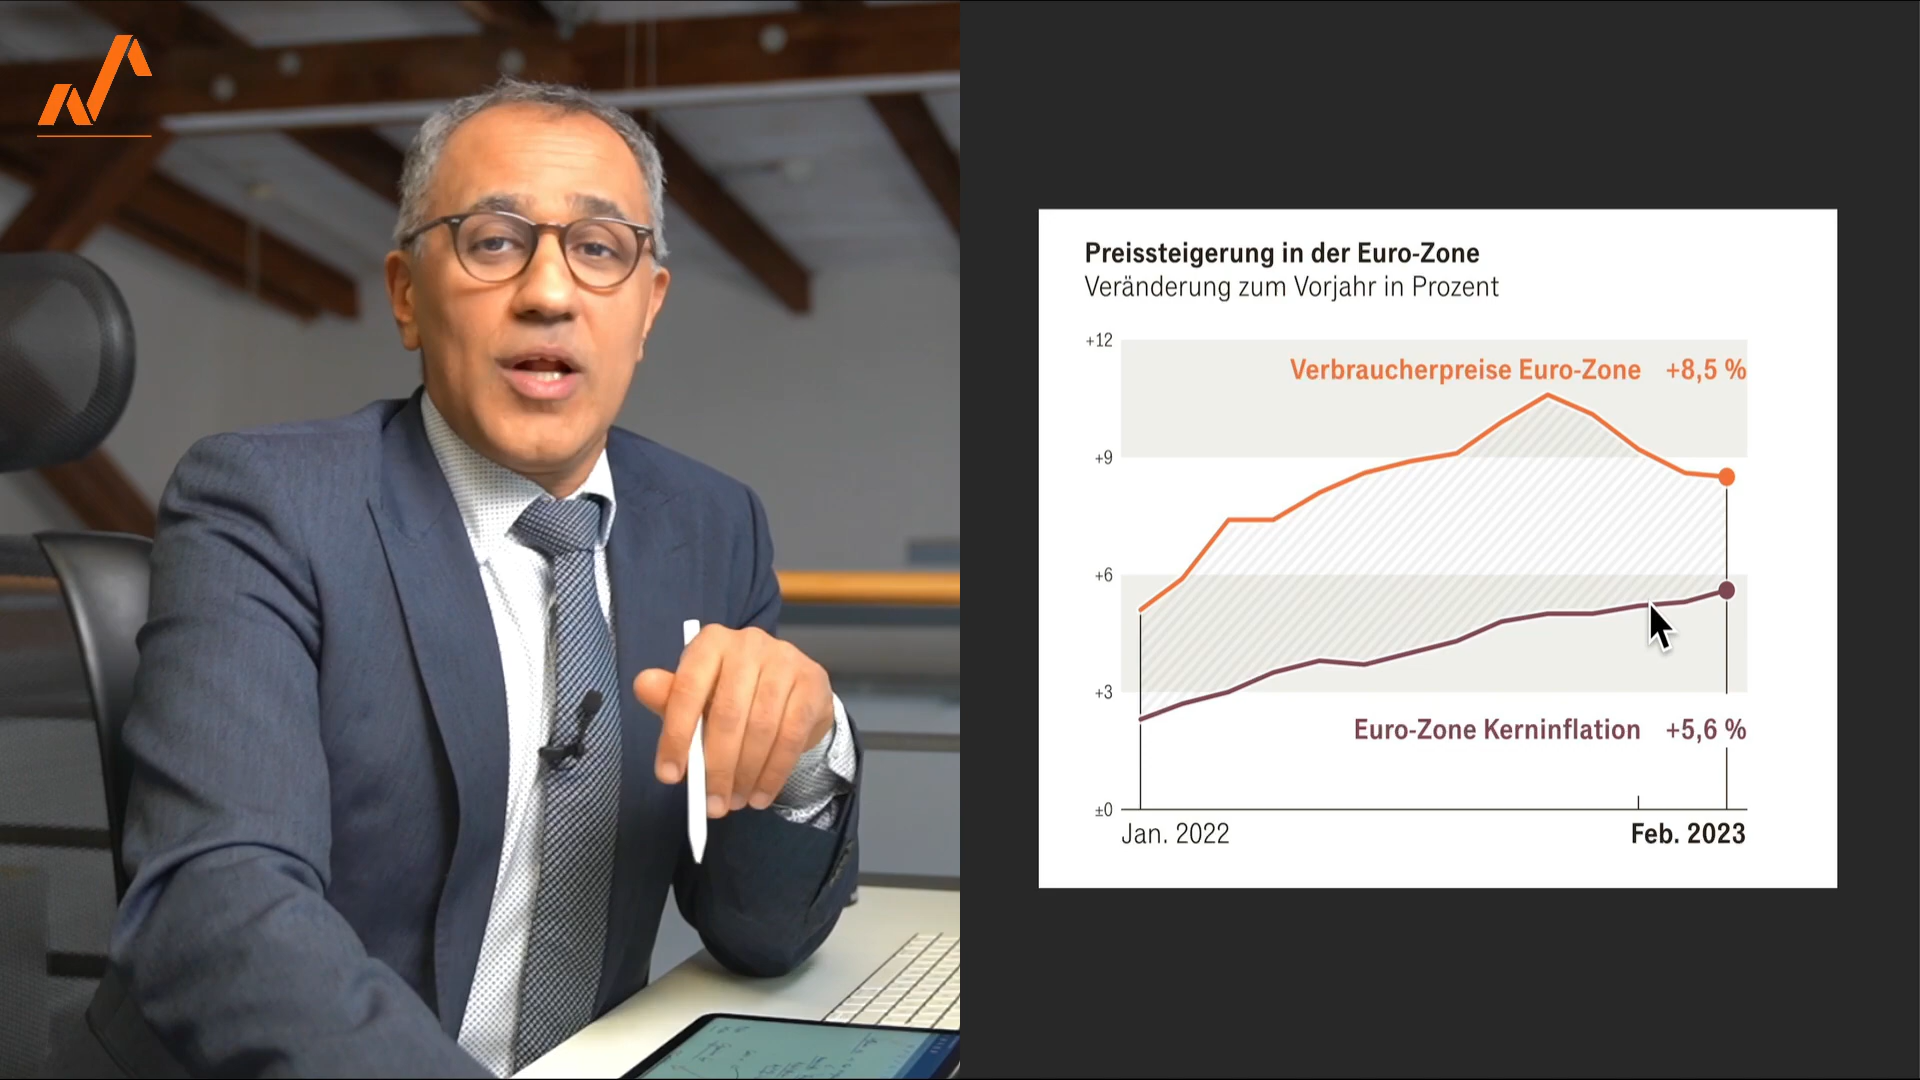 Preissteigerung in der Euro-Zone
Veränderung zum Vorjahr in Prozent
+12
Verbraucherpreise Euro-Zone +8,5 %
+9
+6
+3
Euro-Zone Kerninflation +5,6 %
±0
Jan. 2022
Feb. 2023